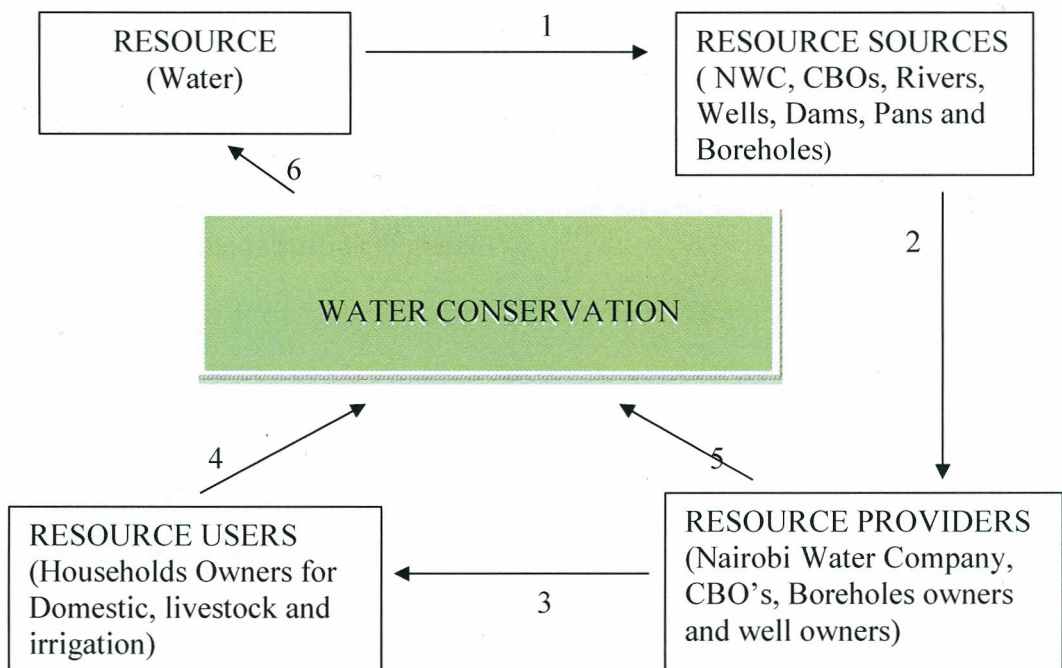 RESOURCE
(Water)
1
RESOURCE SOURCES
( NWC, CBOs, Rivers,
Wells, Dams, Pans and
Boreholes)
6
2
WATER CONSERVATION
4
5
RESOURCE USERS
(Households Owners for
Domestic, livestock and
irrigation)
3
RESOURCE PROVIDERS
(Nairobi Water Company,
CBO's, Boreholes owners
and well owners)